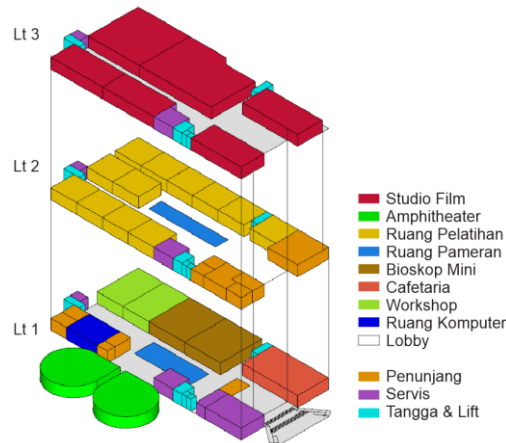 Lt 3
Lt 2
Lt 1
Studio Film
Amphitheater
Ruang Pelatihan
Ruang Pameran
Bioskop Mini
Cafetaria
Workshop
Ruang Komputer
Lobby
Penunjang
Servis
Tangga & Lift